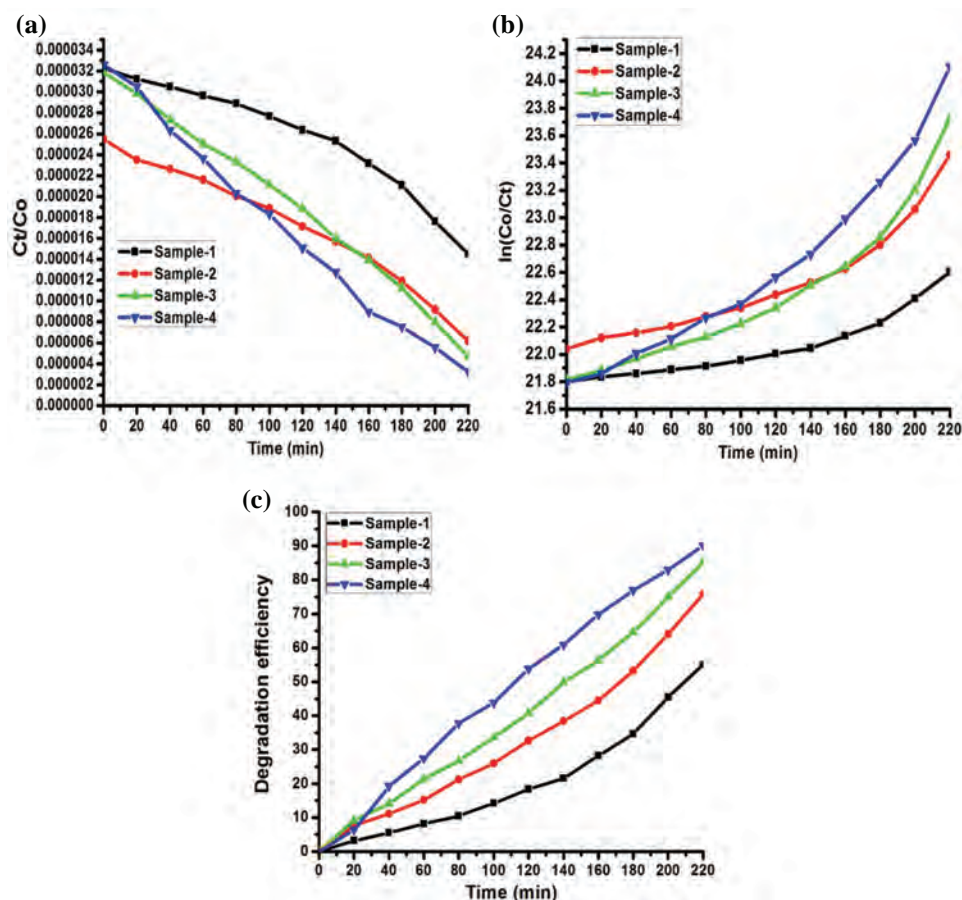 (a)
0.000034
0.000032
0.000030
0.000028
0.000026
0.000024
0.000022
0.000020
0.000018
0.000016
0.000014
0.000012
0.000010
0.000008
0.000006
0.000004
0.000002
0.000000
Ct/Co
Sample-1
Sample-2
Sample-3
Sample-4
0 20 40 60 80 100 120 140 160 180 200 220
Time (min)
(b)
24.2
24.0
23.8
23.6
23.4
23.2
23.0
22.8
22.6
22.4
22.2
22.0
21.8
21.6
ln(Co/Ct)
Sample-1
Sample-2
Sample-3
Sample-4
0 20 40 60 80 100 120 140 160 180 200 220
Time (min)
(c)
100
90
80
70
60
50
40
30
20
10
0
Degradation efficiency
Sample-1
Sample-2
Sample-3
Sample-4
0 20 40 60 80 100 120 140 160 180 200 220
Time (min)